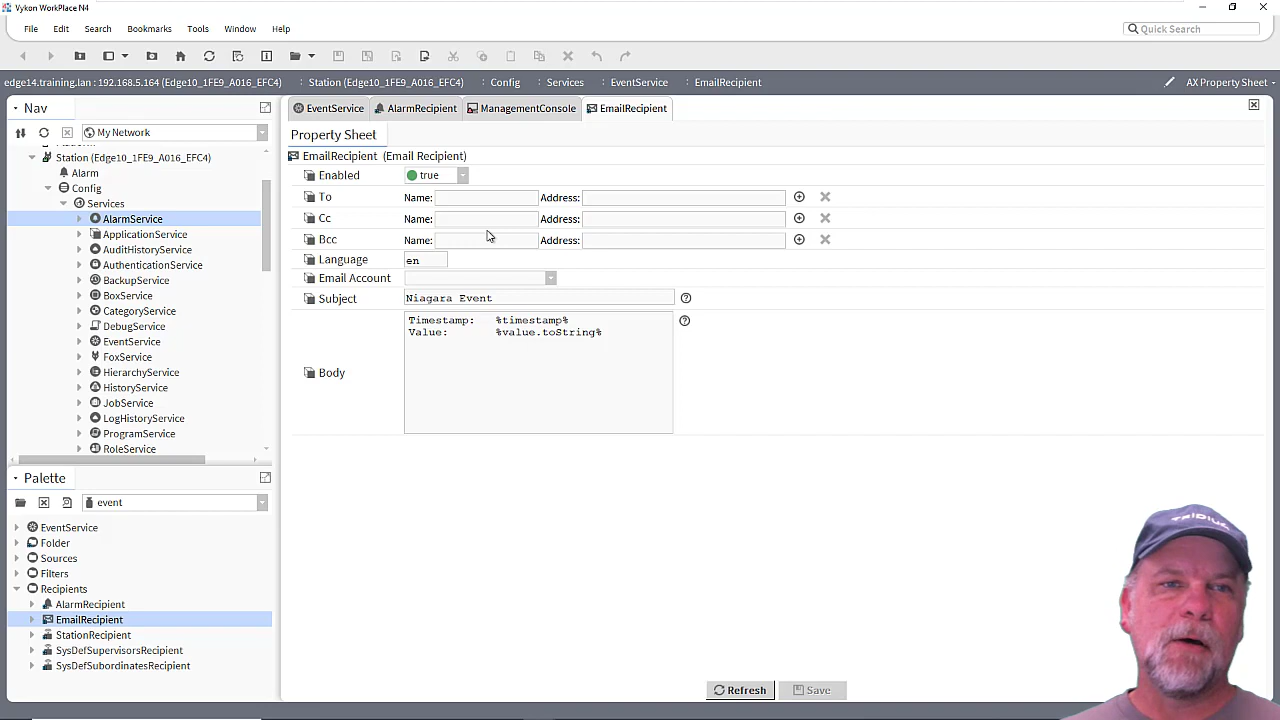 Vykon WorkPlace N4
File Edit Search Bookmarks Tools Window Help
Quick Search
edge14.training.lan : 192.168.5.164 (Edge10_1FE9_A016_EFC4) Station (Edge10_1FE9_A016_EFC4) Config Services EventService EmailRecipient AX Property Sheet
Nav
My Network
Station (Edge10_1FE9_A016_EFC4)
Alarm
Config
Services
AlarmService
ApplicationService
AuditHistoryService
AuthenticationService
BackupService
BoxService
CategoryService
DebugService
EventService
FoxService
HierarchyService
HistoryService
JobService
LogHistoryService
ProgramService
RoleService
Palette
event
EventService
Folder
Sources
Filters
Recipients
AlarmRecipient
EmailRecipient
StationRecipient
SysDefSupervisorsRecipient
SysDefSubordinatesRecipient
EventService AlarmRecipient ManagementConsole EmailRecipient
Property Sheet
EmailRecipient (Email Recipient)
Enabled true
To Name: Address:
Cc Name: Address:
Bcc Name: Address:
Language en
Email Account
Subject Niagara Event
Timestamp: %timestamp%
Value: %value.toString%
Body
Refresh Save
TRIDIUM